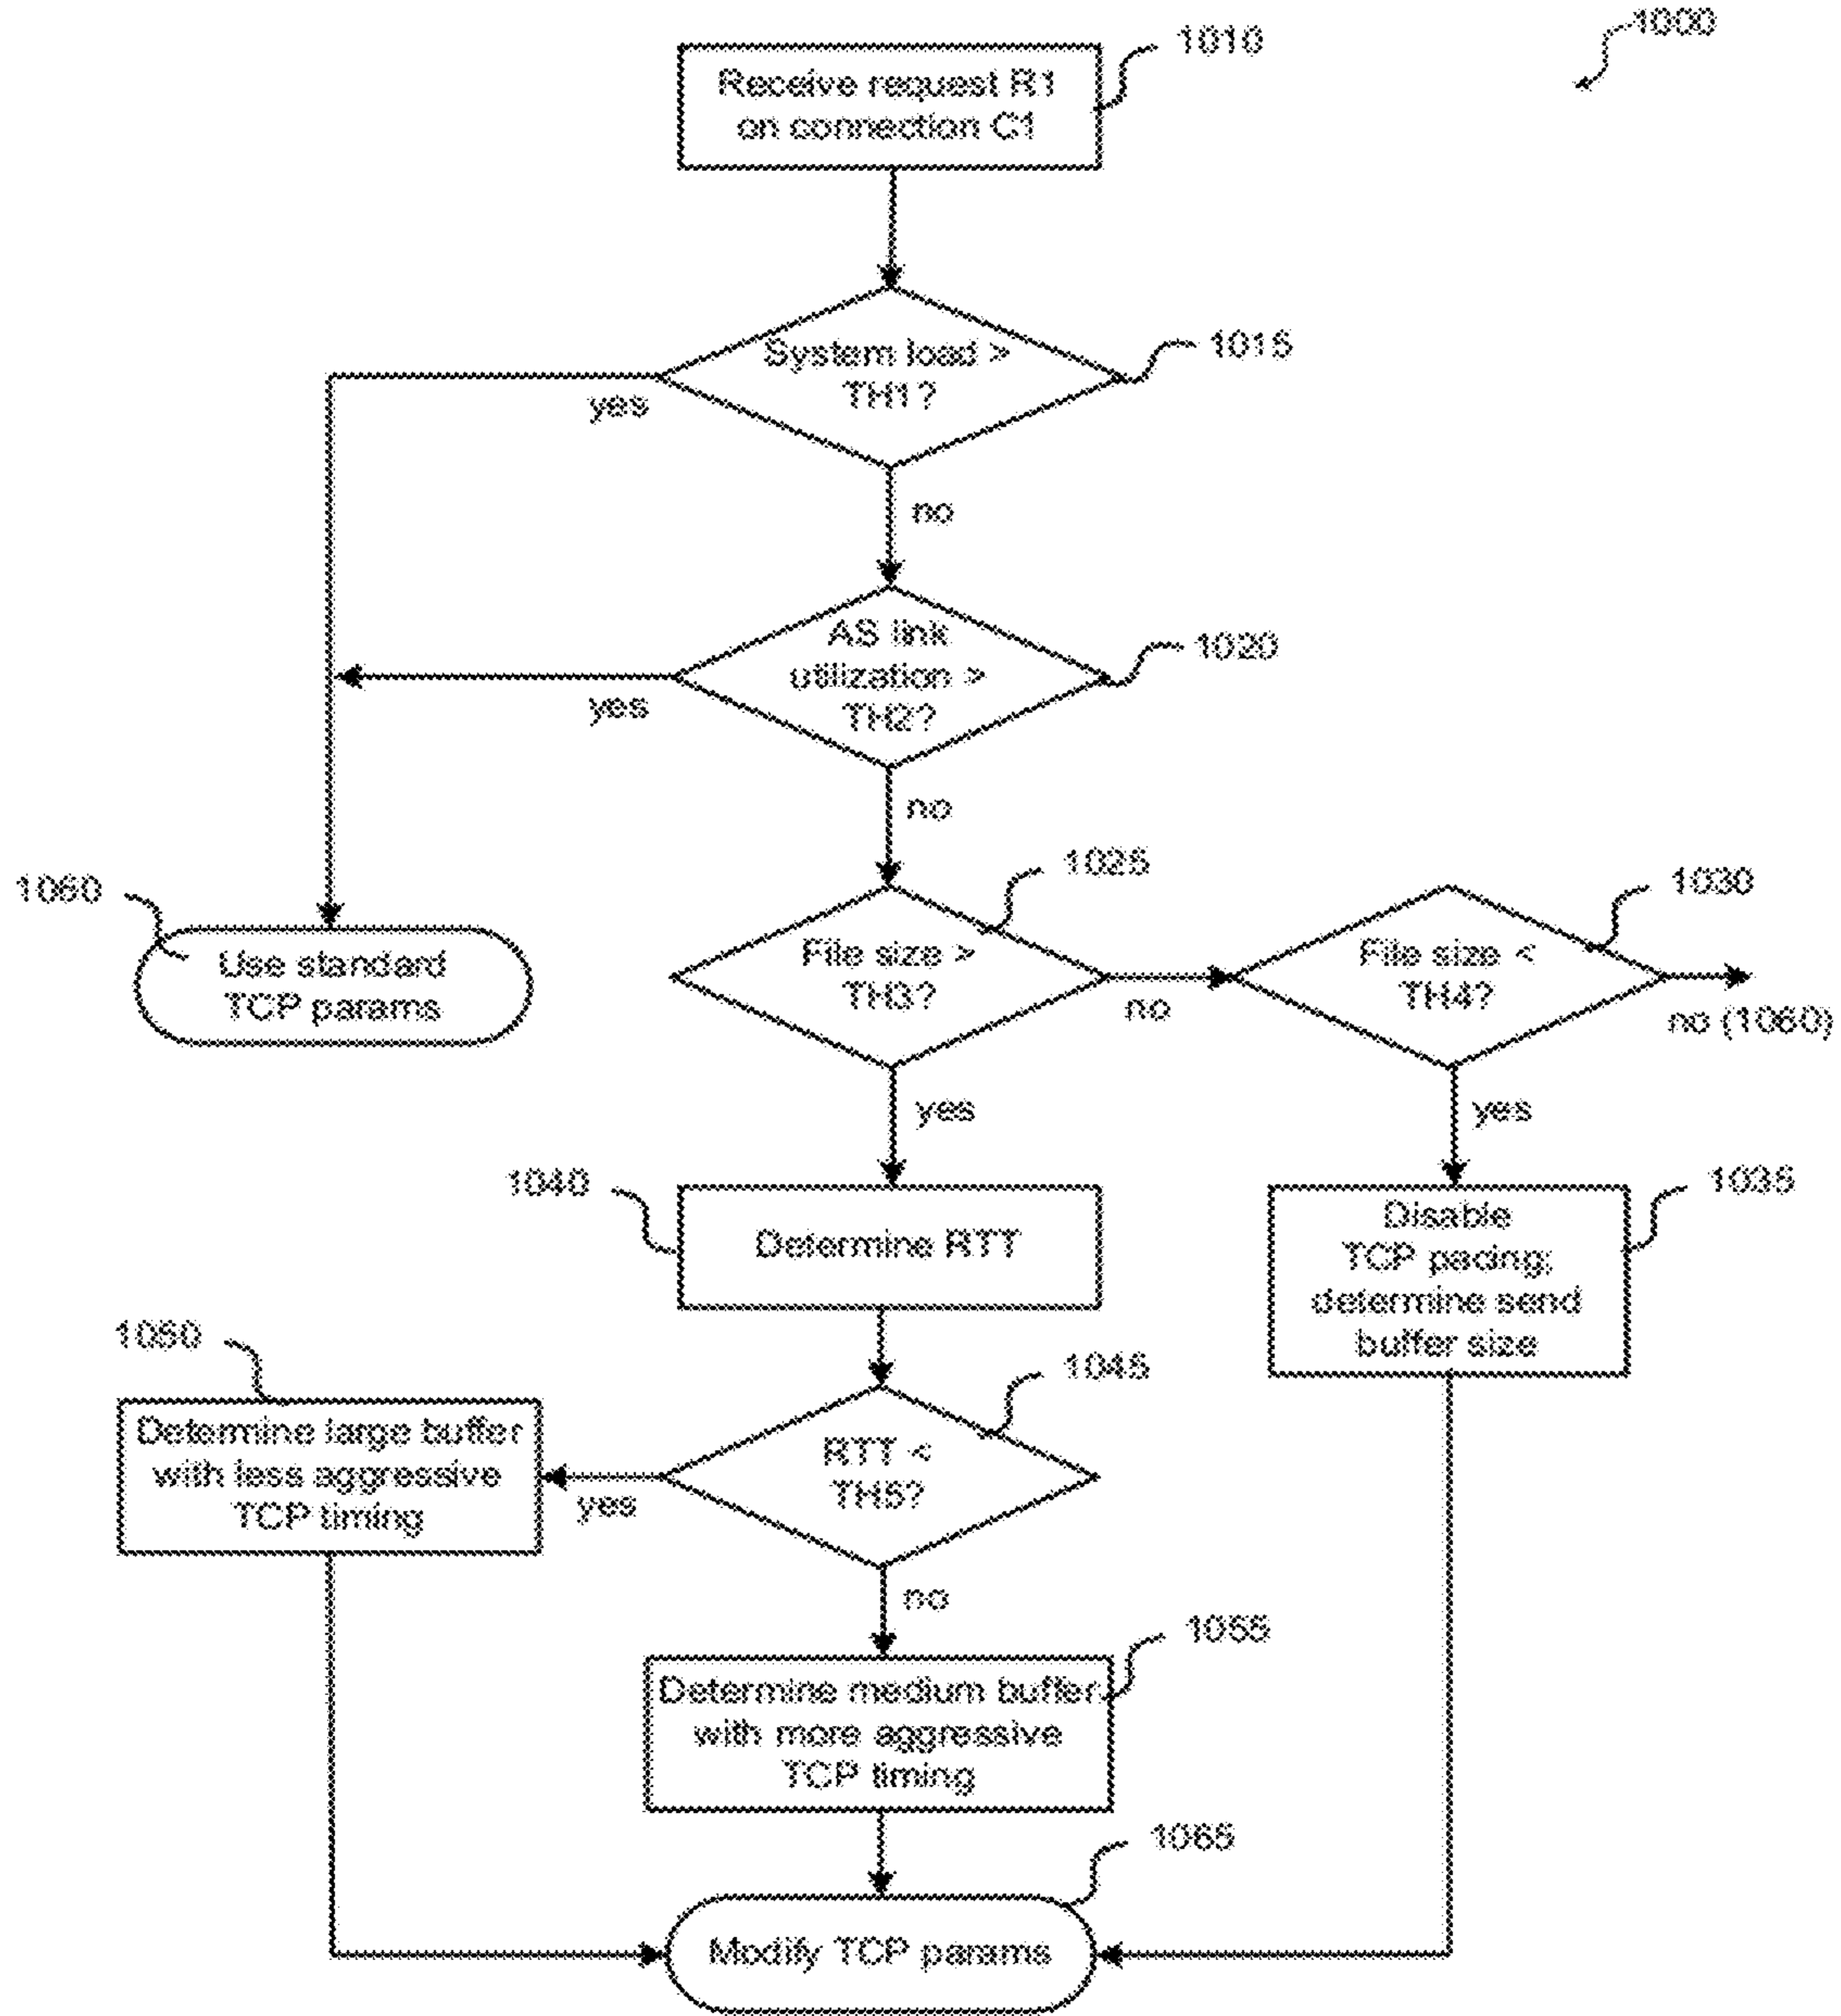 1000
1010
Receive request R1
on connection C1
System load >
TH1?
1015
yes
no
AS link
utilization >
TH2?
1020
yes
no
1025
1030
1060
Use standard
TCP params
File size >
TH3?
no
File size <
TH4?
no (1060)
yes
yes
1040
Determine RTT
1035
Disable
TCP pacing;
determine send
buffer size
1050
1045
Determine large buffer
with less aggressive
TCP timing
yes
RTT <
TH5?
no
1055
Determine medium buffer
with more aggressive
TCP timing
1065
Modify TCP params